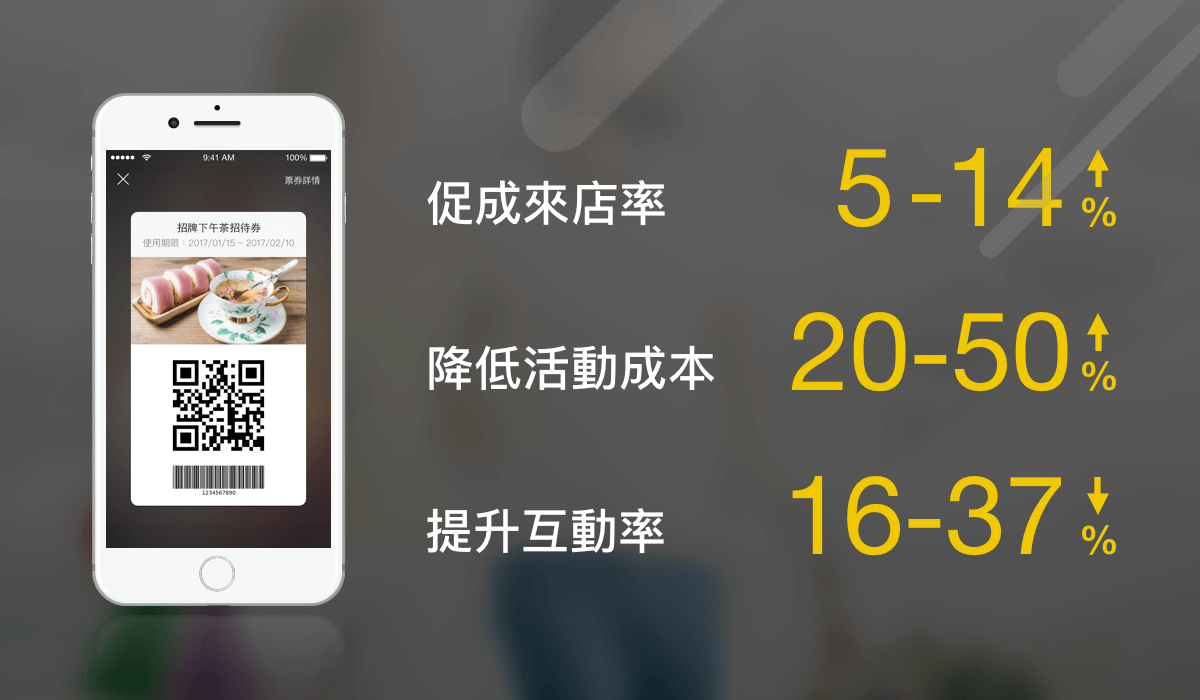 9:41 AM
100%
票券詳情
招牌下午茶招待券
使用期限：2017/01/15 ~ 2017/02/10
1234567890
促成來店率 5-14↑%
降低活動成本 20-50↑%
提升互動率 16-37↓%